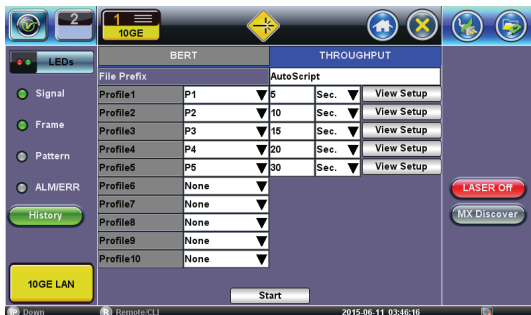 2
1
10GE
LEDs
BERT
THROUGHPUT
File Prefix AutoScript
Signal
Profile1 P1 5 Sec. View Setup
Profile2 P2 10 Sec. View Setup
Frame
Profile3 P3 15 Sec. View Setup
Profile4 P4 20 Sec. View Setup
Pattern
Profile5 P5 30 Sec. View Setup
ALM/ERR
Profile6 None
LASER Off
Profile7 None
History
MX Discover
Profile8 None
Profile9 None
Profile10 None
10GE LAN
Start
IP Down
R Remote/CLI
2015-06-11 03:46:16